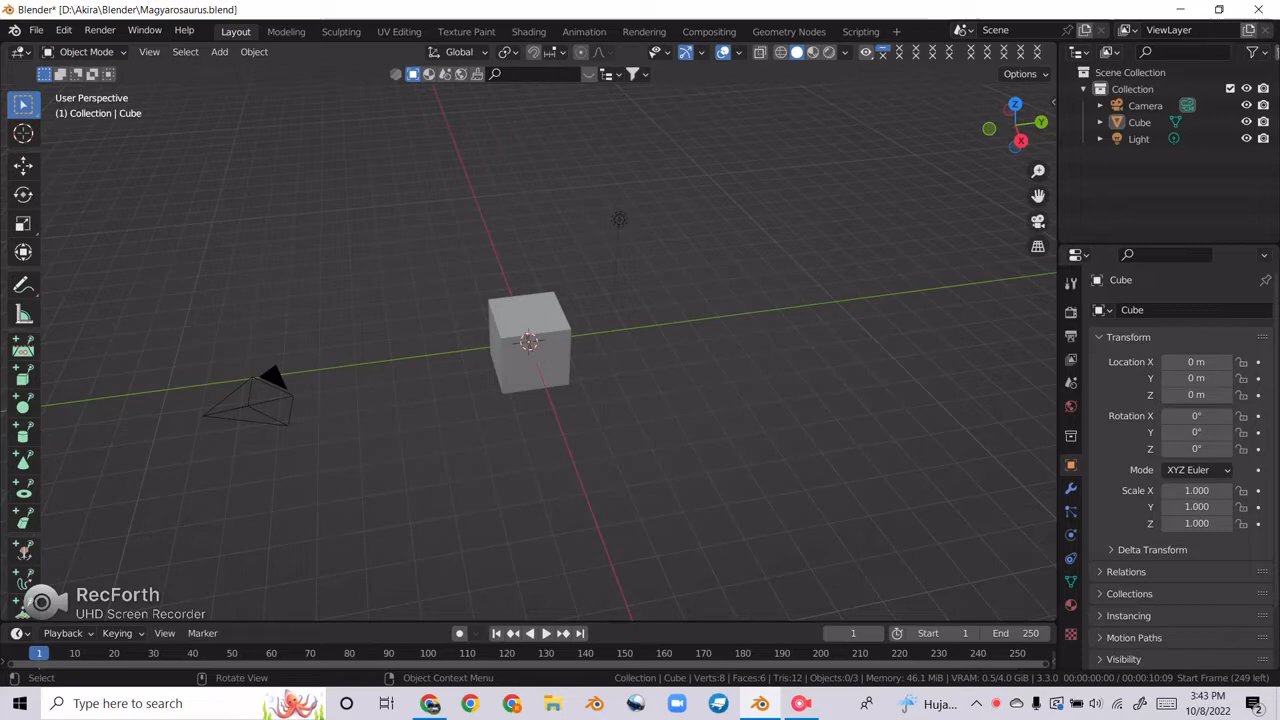 Blender* [D:\Akira\Blender\Magyarosaurus.blend]
File Edit Render Window Help Layout Modeling Sculpting UV Editing Texture Paint Shading Animation Rendering Compositing Geometry Nodes Scripting + Scene ViewLayer
Object Mode View Select Add Object Global
Options
User Perspective
(1) Collection | Cube
Z
Y
X
Scene Collection
Collection
Camera
Cube
Light
Cube
Cube
Transform
Location X 0 m
Y 0 m
Z 0 m
Rotation X 0°
Y 0°
Z 0°
Mode XYZ Euler
Scale X 1.000
Y 1.000
Z 1.000
Delta Transform
Relations
Collections
Instancing
Motion Paths
Visibility
RecForth
UHD Screen Recorder
Playback Keying View Marker 1 Start 1 End 250
1 10 20 30 40 50 60 70 80 90 100 110 120 130 140 150 160 170 180 190 200 210 220 230 240 250
Select Rotate View Object Context Menu Collection | Cube | Verts:8 | Faces:6 | Tris:12 | Objects:0/3 | Memory: 46.1 MiB | VRAM: 0.5/4.0 GiB | 3.3.0 00:00:00:00 / 00:00:10:09 Start Frame (249 left)
Type here to search
Huja...
3:43 PM
10/8/2022
2